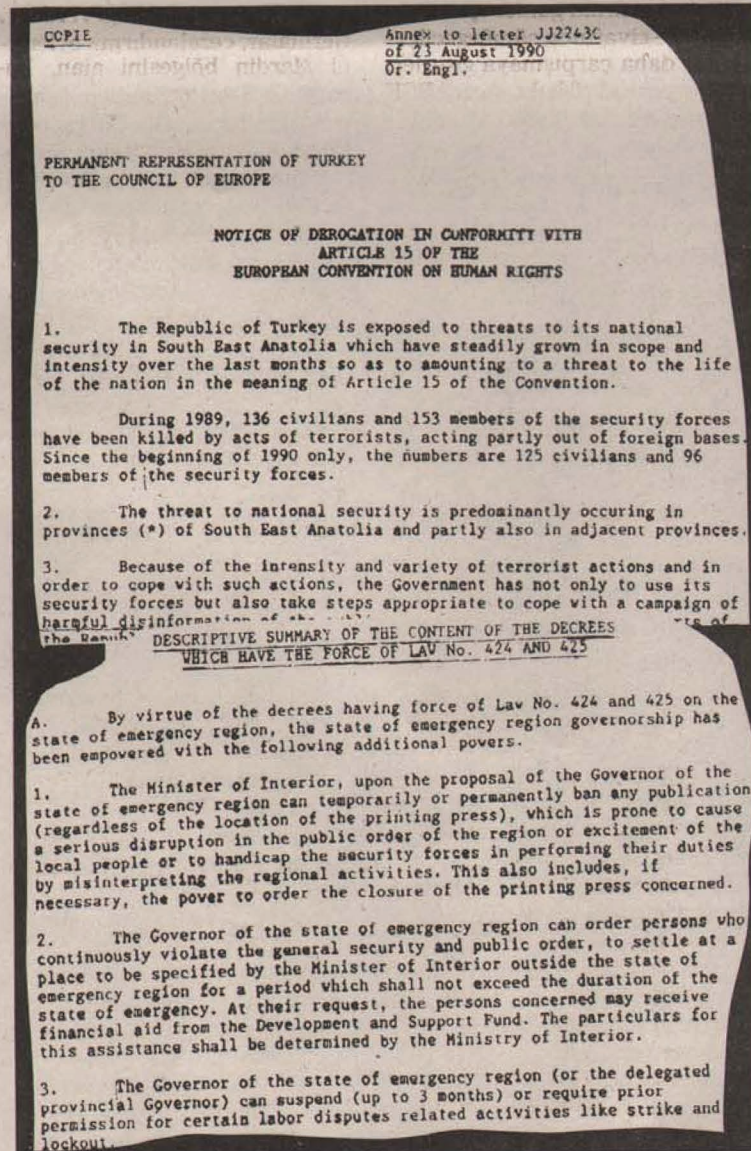 COPIE
Annex to letter JJ2243C
of 23 August 1990
Or. Engl.
daha çarpışmaya
Mardin bölgesini
PERMANENT REPRESENTATION OF TURKEY
TO THE COUNCIL OF EUROPE
NOTICE OF DEROGATION IN CONFORMITY WITH
ARTICLE 15 OF THE
EUROPEAN CONVENTION ON HUMAN RIGHTS
1. The Republic of Turkey is exposed to threats to its national
security in South East Anatolia which have steadily grown in scope and
intensity over the last months so as to amounting to a threat to the life
of the nation in the meaning of Article 15 of the Convention.
During 1989, 136 civilians and 153 members of the security forces
have been killed by acts of terrorists, acting partly out of foreign bases.
Since the beginning of 1990 only, the numbers are 125 civilians and 96
members of the security forces.
2. The threat to national security is predominantly occuring in
provinces (*) of South East Anatolia and partly also in adjacent provinces.
3. Because of the intensity and variety of terrorist actions and in
order to cope with such actions, the Government has not only to use its
security forces but also take steps appropriate to cope with a campaign of
harmful disinformation of the
the
DESCRIPTIVE SUMMARY OF THE CONTENT OF THE DECREES
WHICH HAVE THE FORCE OF LAW No. 424 AND 425
A. By virtue of the decrees having force of Law No. 424 and 425 on the
state of emergency region, the state of emergency region governorship has
been empowered with the following additional powers.
1. The Minister of Interior, upon the proposal of the Governor of the
state of emergency region can temporarily or permanently ban any publication
(regardless of the location of the printing press), which is prone to cause
a serious disruption in the public order of the region or excitement of the
local people or to handicap the security forces in performing their duties
by misinterpreting the regional activities. This also includes, if
necessary, the power to order the closure of the printing press concerned.
2. The Governor of the state of emergency region can order persons who
continuously violate the general security and public order, to settle at a
place to be specified by the Minister of Interior outside the state of
emergency region for a period which shall not exceed the duration of the
state of emergency. At their request, the persons concerned may receive
financial aid from the Development and Support Fund. The particulars for
this assistance shall be determined by the Ministry of Interior.
3. The Governor of the state of emergency region (or the delegated
provincial Governor) can suspend (up to 3 months) or require prior
permission for certain labor disputes related activities like strike and
lockout.